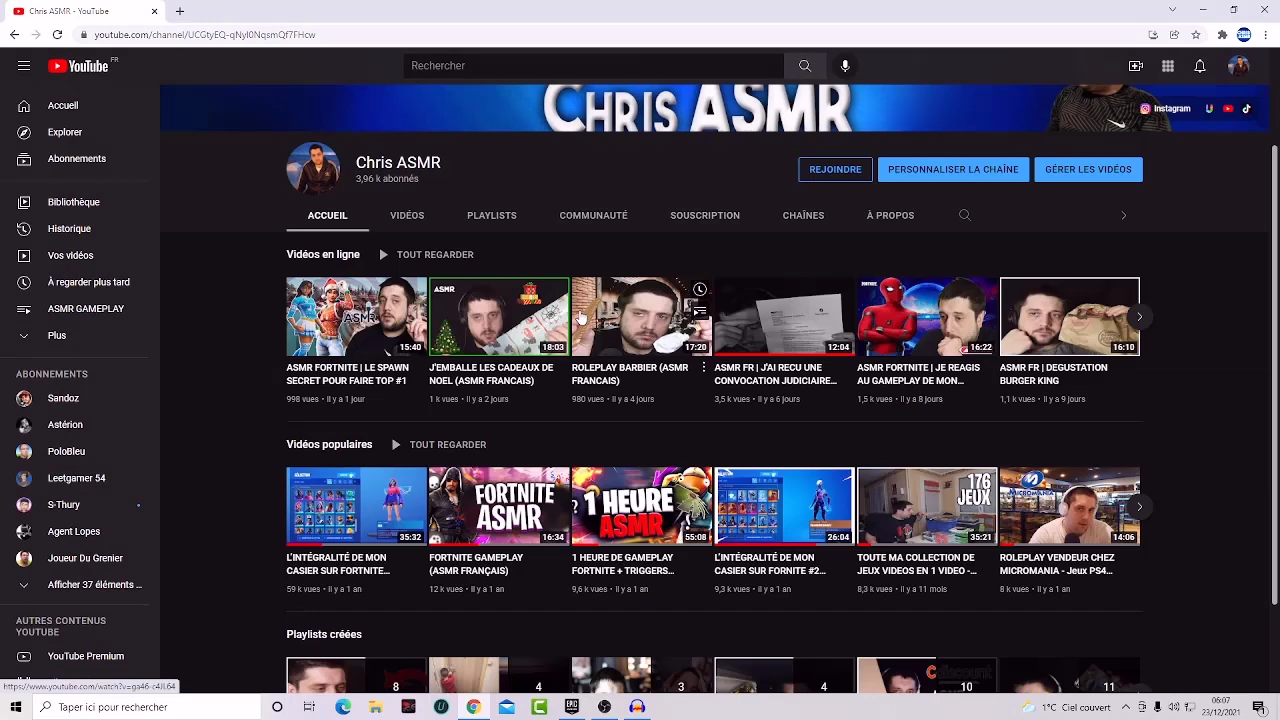 Chris ASMR - YouTube
youtube.com/channel/UCGtyEQ-qNyl0NqsmQf7FHcw
YouTube FR
Rechercher
CHRIS ASMR
Instagram
Accueil
Explorer
Abonnements
Bibliothèque
Historique
Vos vidéos
À regarder plus tard
ASMR GAMEPLAY
Plus
ABONNEMENTS
Sandoz
Astérion
PoloBleu
Leetgamer 54
S-Thury
Agent Lopes
Joueur Du Grenier
Afficher 37 éléments ...
AUTRES CONTENUS
YOUTUBE
YouTube Premium
Chris ASMR
3,96 k abonnés
REJOINDRE
PERSONNALISER LA CHAÎNE
GÉRER LES VIDÉOS
ACCUEIL
VIDÉOS
PLAYLISTS
COMMUNAUTÉ
SOUSCRIPTION
CHAÎNES
À PROPOS
Vidéos en ligne
TOUT REGARDER
ASMR
15:40
ASMR
18:03
17:20
12:04
FORTNITE
16:22
16:10
ASMR FORTNITE | LE SPAWN
SECRET POUR FAIRE TOP #1
998 vues • Il y a 1 jour
J'EMBALLE LES CADEAUX DE
NOEL (ASMR FRANCAIS)
1 k vues • Il y a 2 jours
ROLEPLAY BARBIER (ASMR
FRANCAIS)
980 vues • Il y a 4 jours
ASMR FR | J'AI RECU UNE
CONVOCATION JUDICIAIRE...
3,5 k vues • Il y a 6 jours
ASMR FORTNITE | JE REAGIS
AU GAMEPLAY DE MON...
1,5 k vues • Il y a 8 jours
ASMR FR | DEGUSTATION
BURGER KING
1,1 k vues • Il y a 9 jours
Vidéos populaires
TOUT REGARDER
35:32
FORTNITE
ASMR
16:34
1 HEURE
ASMR
55:08
26:04
176
JEUX
35:21
MICROMANIA
14:06
L'INTÉGRALITÉ DE MON
CASIER SUR FORTNITE...
59 k vues • Il y a 1 an
FORTNITE GAMEPLAY
(ASMR FRANÇAIS)
12 k vues • Il y a 1 an
1 HEURE DE GAMEPLAY
FORTNITE + TRIGGERS...
9,6 k vues • Il y a 1 an
L'INTÉGRALITÉ DE MON
CASIER SUR FORNITE #2...
9,3 k vues • Il y a 1 an
TOUTE MA COLLECTION DE
JEUX VIDEOS EN 1 VIDEO -...
8,3 k vues • Il y a 11 mois
ROLEPLAY VENDEUR CHEZ
MICROMANIA - Jeux PS4...
8 k vues • Il y a 1 an
Playlists créées
8
4
3
4
Cdiscount
10
11
https://www.youtube.com/watch?v=ga46-c4JL64
Taper ici pour rechercher
1°C Ciel couvert
06:07
23/12/2021